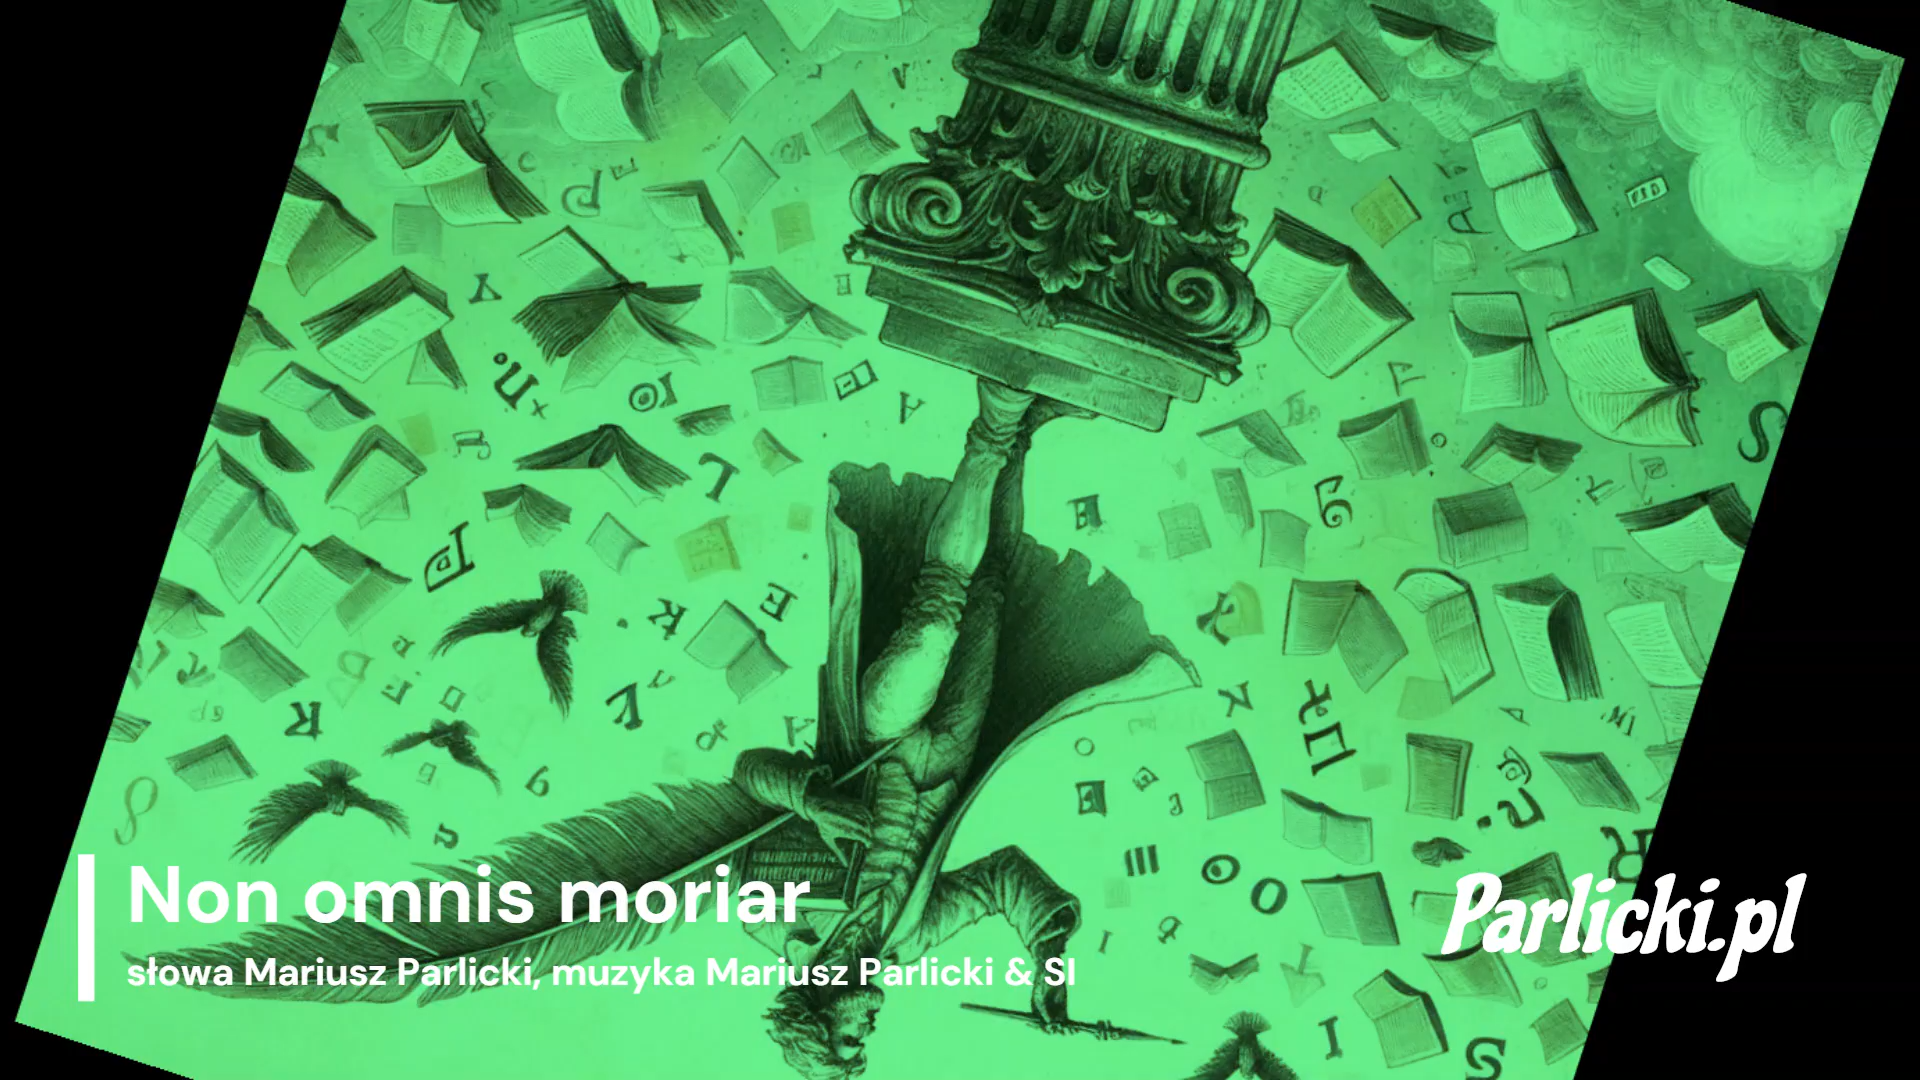 Non omnis moriar
słowa Mariusz Parlicki, muzyka Mariusz Parlicki & SI
Parlicki.pl